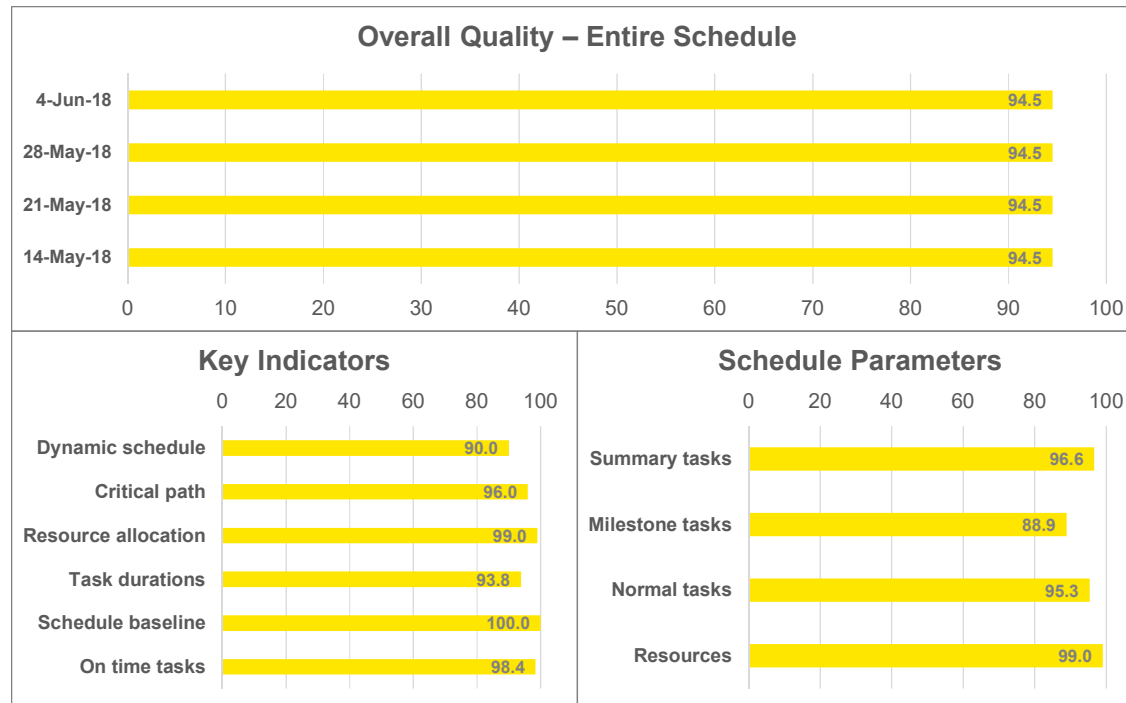 Overall Quality – Entire Schedule
4-Jun-18
94.5
28-May-18
94.5
21-May-18
94.5
14-May-18
94.5
0 10 20 30 40 50 60 70 80 90 100
Key Indicators
0 20 40 60 80 100
Dynamic schedule
90.0
Critical path
96.0
Resource allocation
99.0
Task durations
93.8
Schedule baseline
100.0
On time tasks
98.4
Schedule Parameters
0 20 40 60 80 100
Summary tasks
96.6
Milestone tasks
88.9
Normal tasks
95.3
Resources
99.0